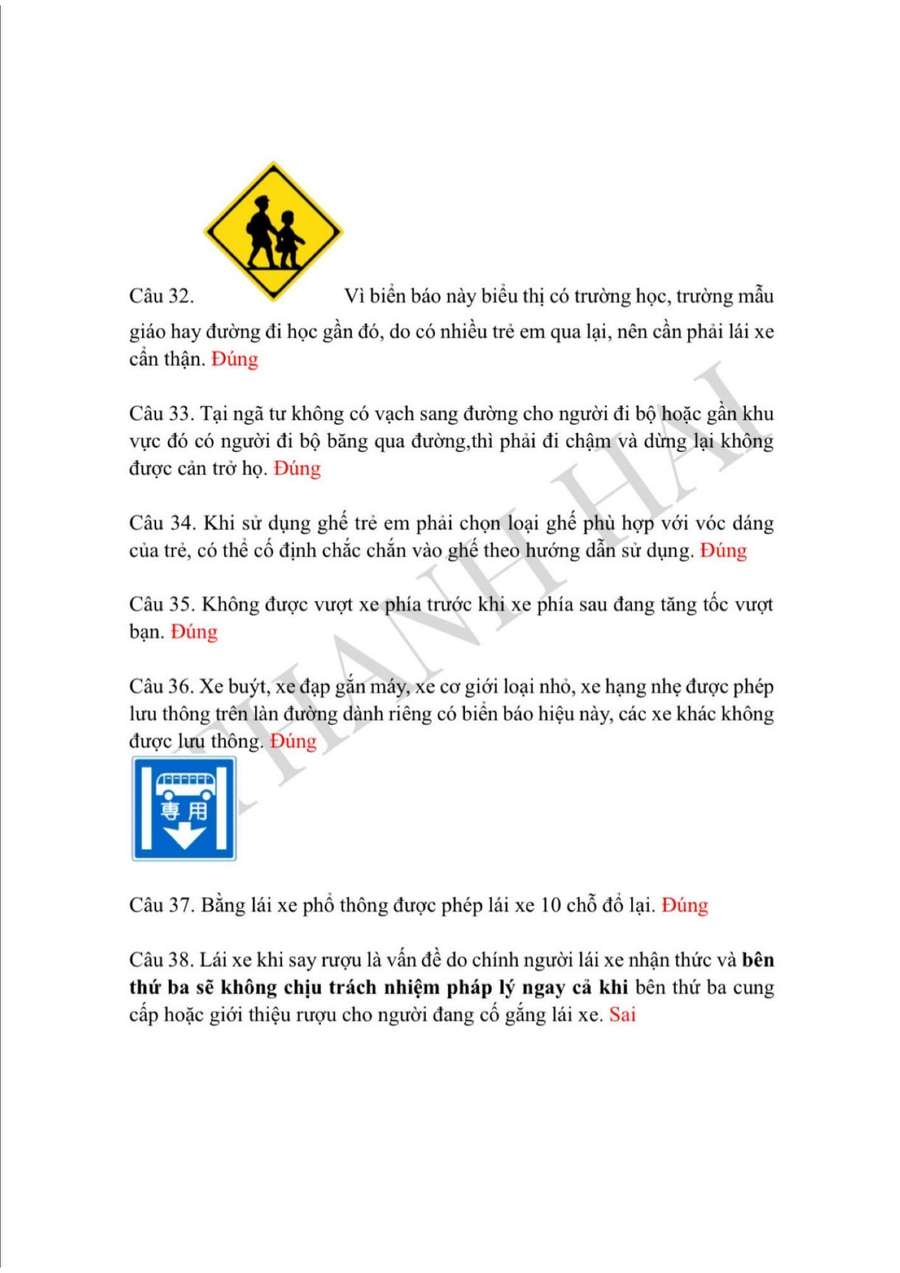 Câu 32. Vì biển báo này biểu thị có trường học, trường mẫu
giáo hay đường đi học gần đó, do có nhiều trẻ em qua lại, nên cần phải lái xe
cẩn thận. Đúng
Câu 33. Tại ngã tư không có vạch sang đường cho người đi bộ hoặc gần khu
vực đó có người đi bộ băng qua đường,thì phải đi chậm và dừng lại không
được cản trở họ. Đúng
Câu 34. Khi sử dụng ghế trẻ em phải chọn loại ghế phù hợp với vóc dáng
của trẻ, có thể cố định chắc chắn vào ghế theo hướng dẫn sử dụng. Đúng
Câu 35. Không được vượt xe phía trước khi xe phía sau đang tăng tốc vượt
bạn. Đúng
Câu 36. Xe buýt, xe đạp gắn máy, xe cơ giới loại nhỏ, xe hạng nhẹ được phép
lưu thông trên làn đường dành riêng có biển báo hiệu này, các xe khác không
được lưu thông. Đúng
専用
Câu 37. Bằng lái xe phổ thông được phép lái xe 10 chỗ đổ lại. Đúng
Câu 38. Lái xe khi say rượu là vấn đề do chính người lái xe nhận thức và bên
thứ ba sẽ không chịu trách nhiệm pháp lý ngay cả khi bên thứ ba cung
cấp hoặc giới thiệu rượu cho người đang cố gắng lái xe. Sai
THANH HAI